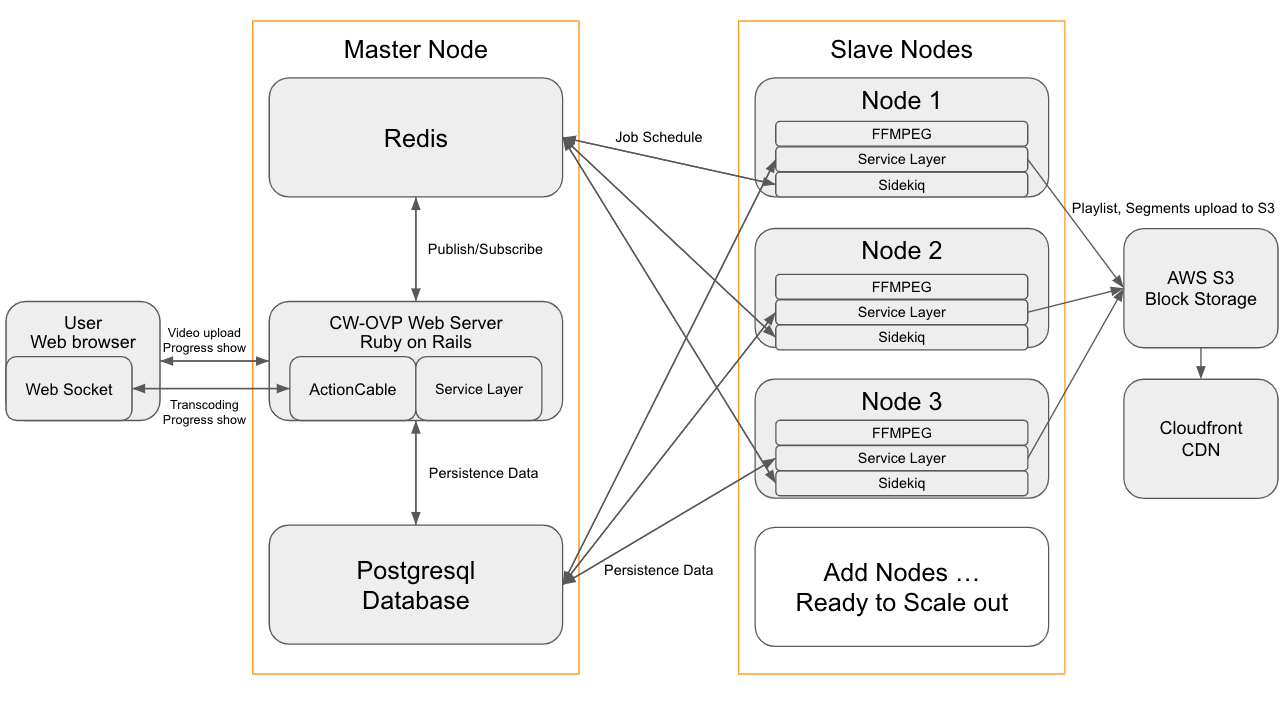 Master Node
Redis
Publish/Subscribe
User
Web browser
Web Socket
Video upload
Progress show
Transcoding
Progress show
CW-OVP Web Server
Ruby on Rails
ActionCable
Service Layer
Persistence Data
Postgresql
Database
Job Schedule
Persistence Data
Slave Nodes
Node 1
FFMPEG
Service Layer
Sidekiq
Node 2
FFMPEG
Service Layer
Sidekiq
Node 3
FFMPEG
Service Layer
Sidekiq
Add Nodes …
Ready to Scale out
Playlist, Segments upload to S3
AWS S3
Block Storage
Cloudfront
CDN